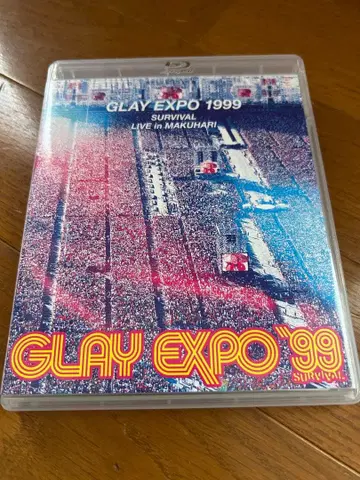 GLAY EXPO 1999
SURVIVAL
LIVE in MAKUHARI
GLAY EXPO '99
SURVIVAL